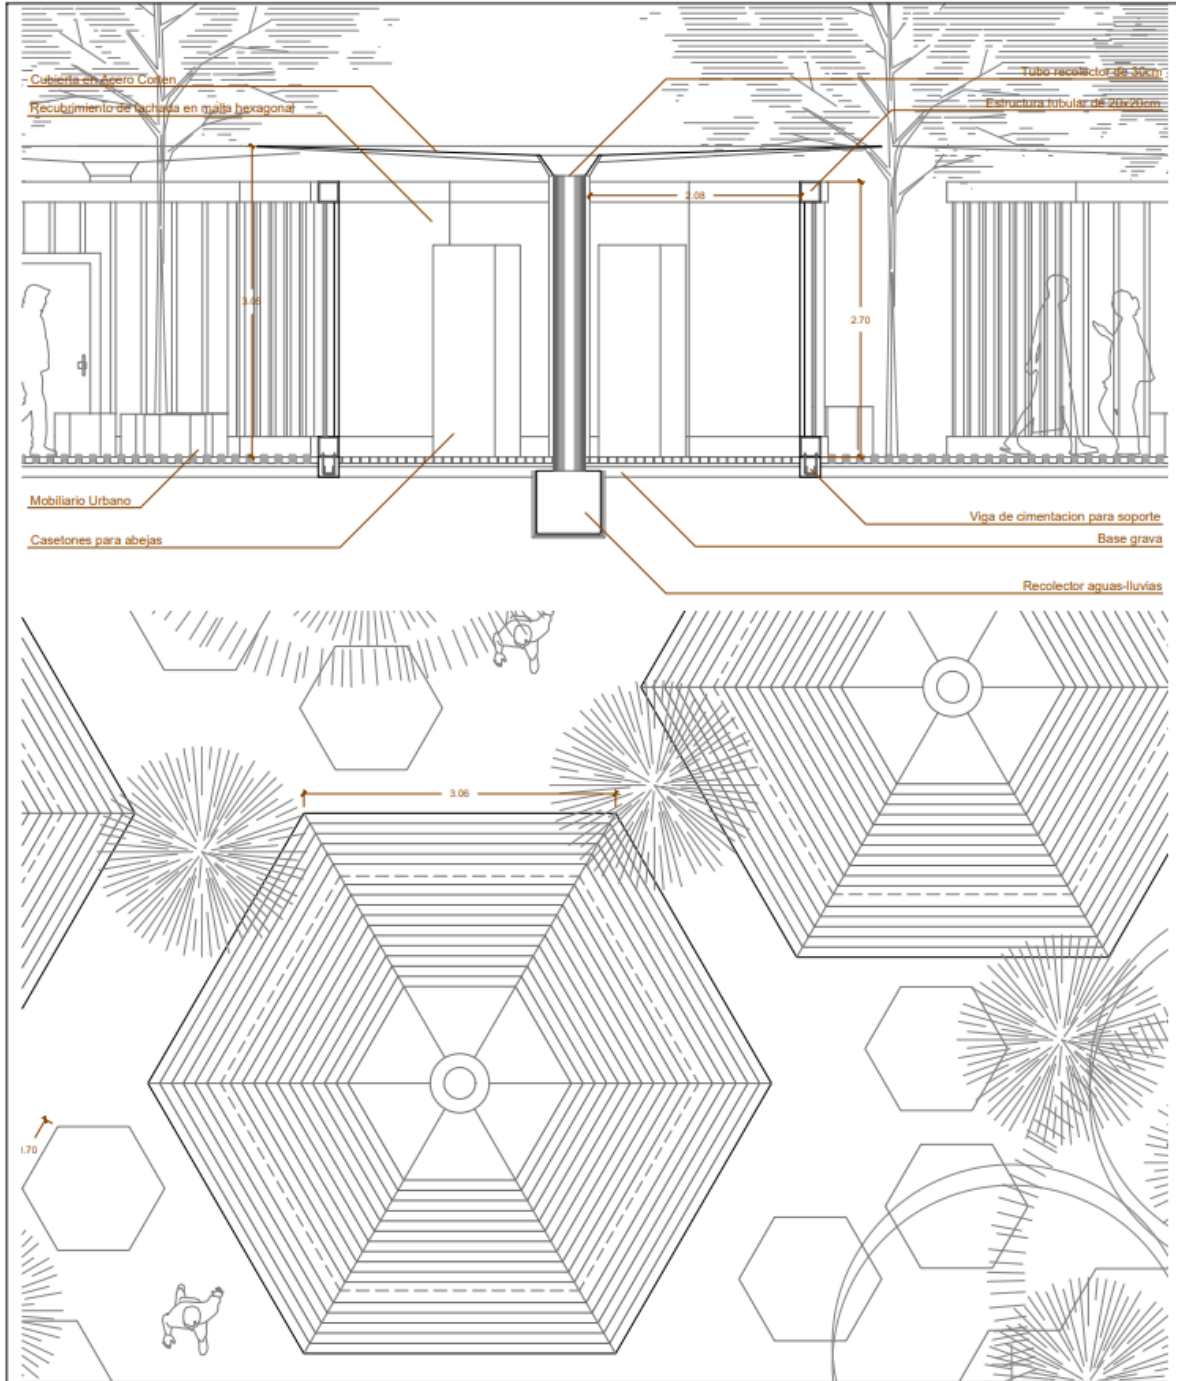 Cubierta en Acero Corten
Tubo recolector de 30cm
Recubrimiento de fachada en malla hexagonal
Estructura tubular de 20x20cm
2.08
3.05
2.70
Mobiliario Urbano
Viga de cimentacion para soporte
Casetones para abejas
Base grava
Recolector aguas-lluvias
3.06